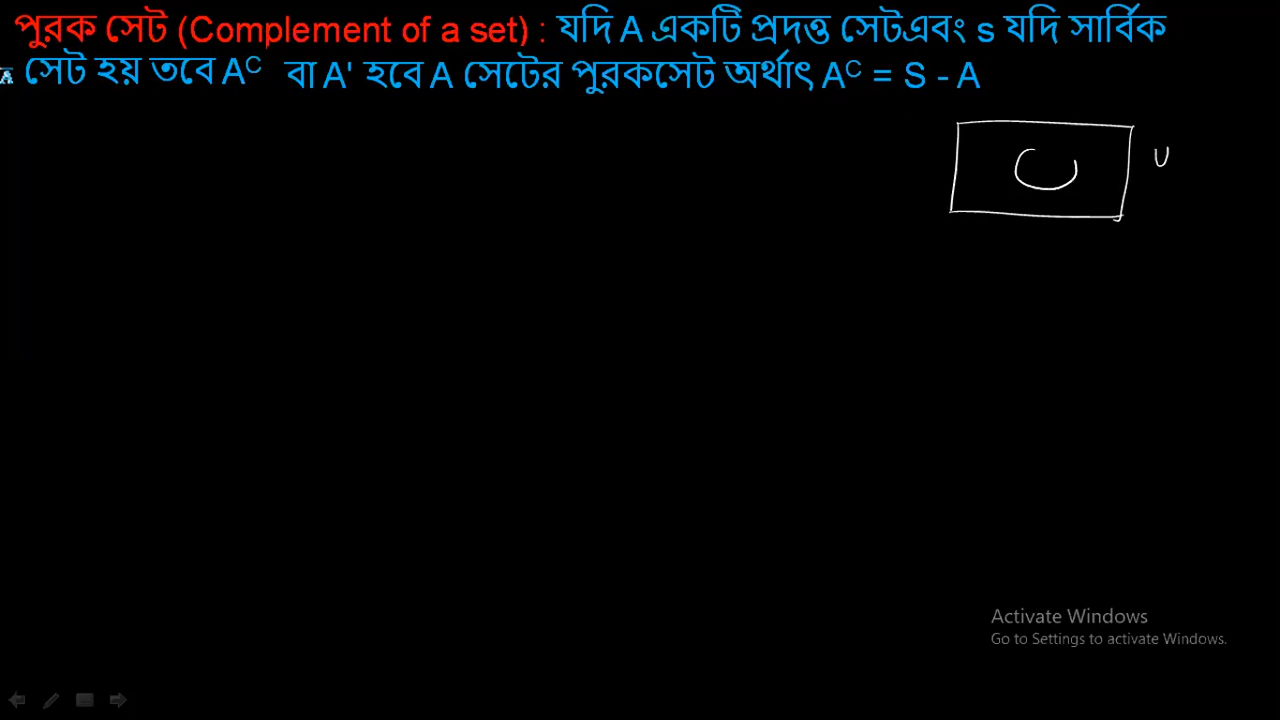 পুরক সেট (Complement of a set) : যদি A একটি প্রদত্ত সেটএবং s যদি সার্বিক
সেট হয় তবে Aᶜ বা A' হবে A সেটের পুরকসেট অর্থাৎ Aᶜ = S - A
U
Activate Windows
Go to Settings to activate Windows.